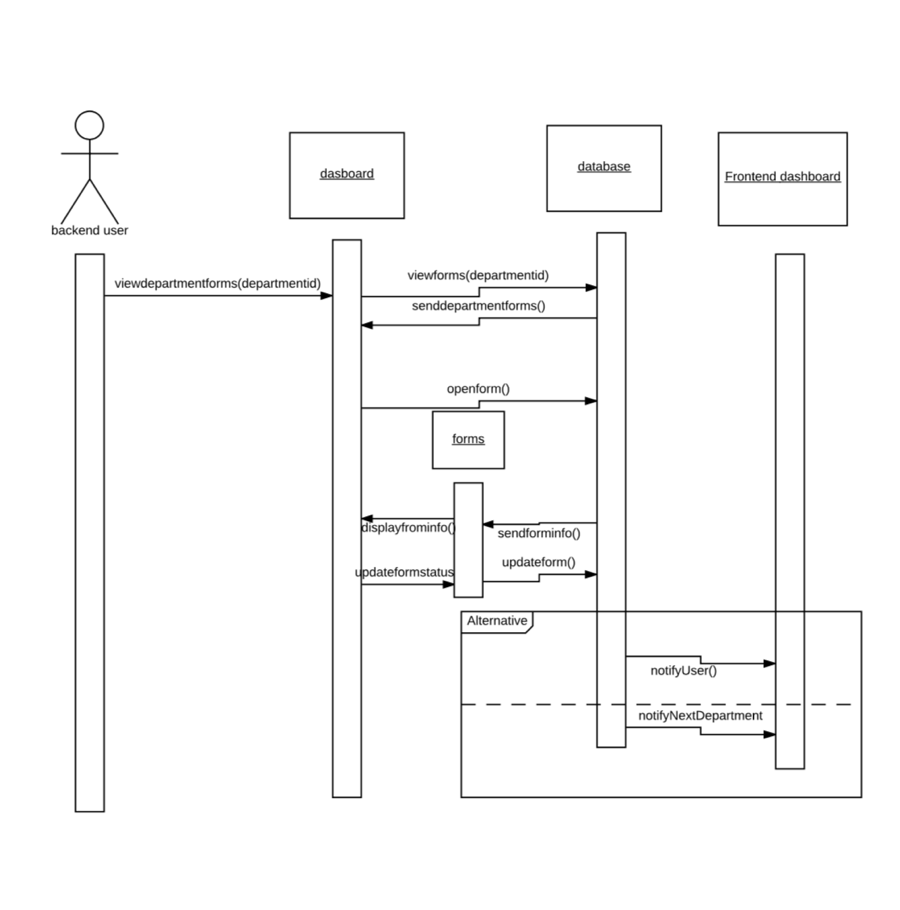 dasboard
database
Frontend dashboard
backend user
viewdepartmentforms(departmentid)
viewforms(departmentid)
senddepartmentforms()
openform()
forms
displayfrominfo()
sendforminfo()
updateform()
updateformstatus
Alternative
notifyUser()
notifyNextDepartment